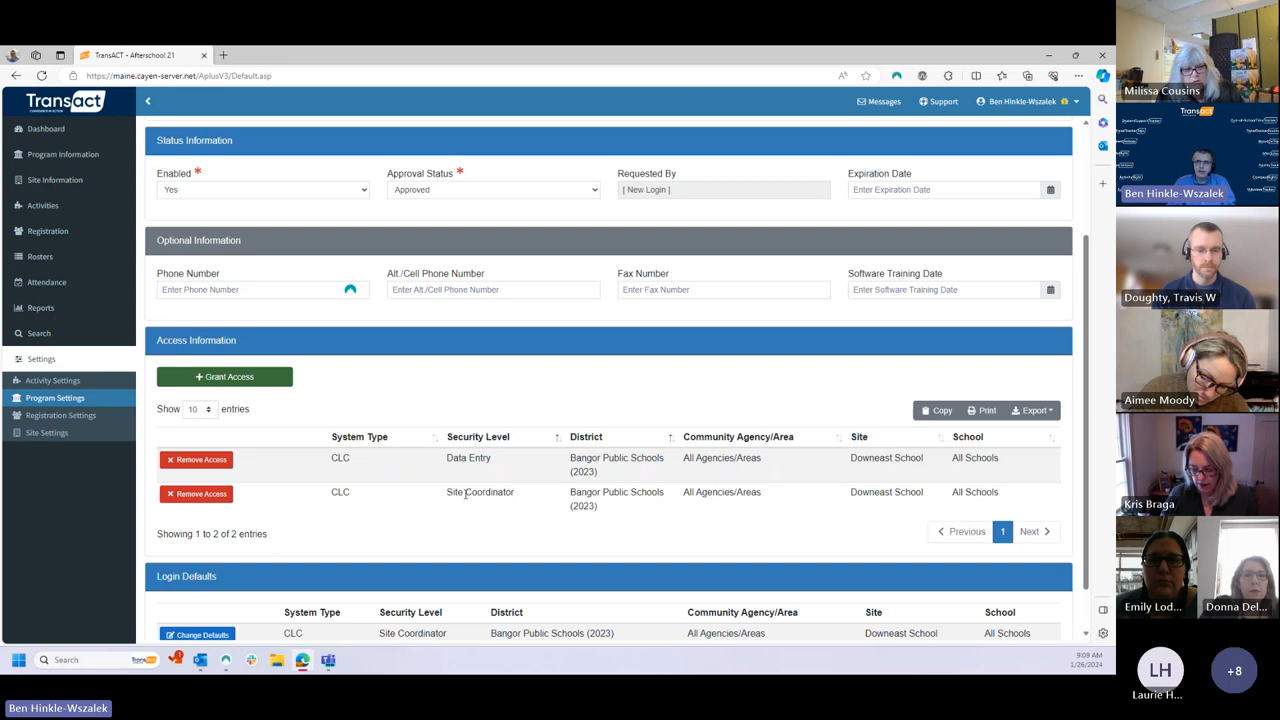 TransACT - Afterschool 21
https://maine.cayen-server.net/AplusV3/Default.asp
TransAct
Messages
Support
Ben Hinkle-Wszalek
Dashboard
Program Information
Site Information
Activities
Registration
Rosters
Attendance
Reports
Search
Settings
Activity Settings
Program Settings
Registration Settings
Site Settings
Status Information
Enabled * Approval Status * Requested By Expiration Date
Yes Approved [ New Login ] Enter Expiration Date
Optional Information
Phone Number Alt./Cell Phone Number Fax Number Software Training Date
Enter Phone Number Enter Alt./Cell Phone Number Enter Fax Number Enter Software Training Date
Access Information
+ Grant Access
Show 10 entries
Copy Print Export
System Type Security Level District Community Agency/Area Site School
Remove Access CLC Data Entry Bangor Public Schools (2023) All Agencies/Areas Downeast School All Schools
Remove Access CLC Site Coordinator Bangor Public Schools (2023) All Agencies/Areas Downeast School All Schools
Showing 1 to 2 of 2 entries
Previous 1 Next
Login Defaults
System Type Security Level District Community Agency/Area Site School
Change Defaults CLC Site Coordinator Bangor Public Schools (2023) All Agencies/Areas Downeast School All Schools
Search
TransAct
9:09 AM
1/26/2024
Ben Hinkle-Wszalek
Milissa Cousins
TransAct
Ben Hinkle-Wszalek
Doughty, Travis W
Aimee Moody
Kris Braga
Emily Lod...
Donna Del...
LH
Laurie H...
+8